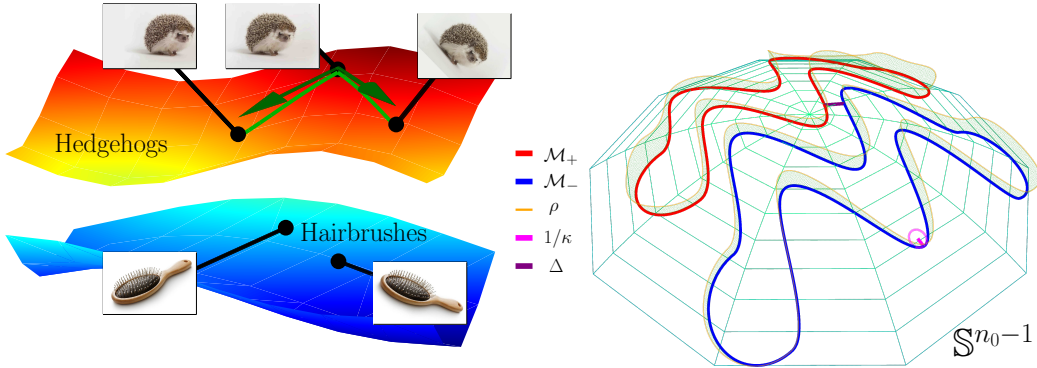 Hedgehogs
Hairbrushes
ℳ₊
ℳ₋
ρ
1/κ
Δ
𝕊ⁿ⁰⁻¹